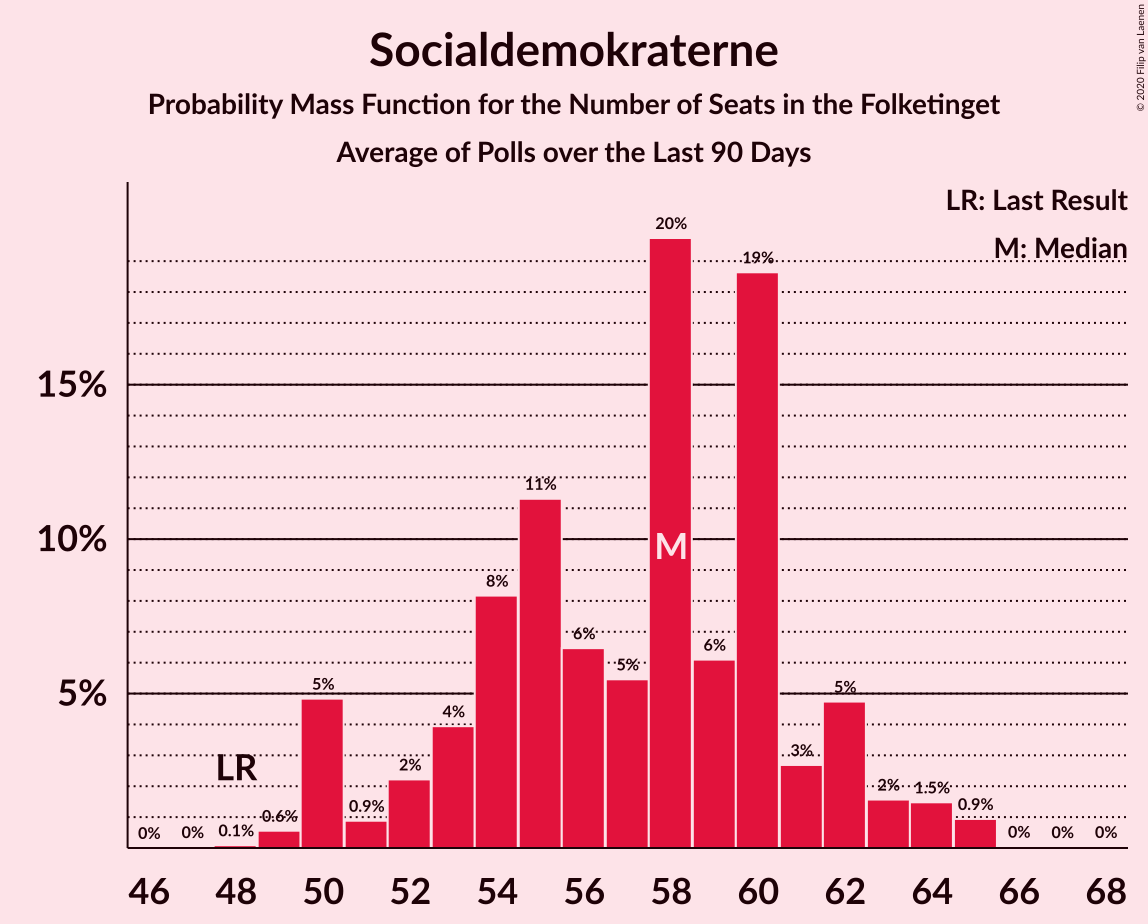 Socialdemokraterne
Probability Mass Function for the Number of Seats in the Folketinget
Average of Polls over the Last 90 Days
© 2020 Filip van Laenen
LR: Last Result
M: Median
15%
10%
5%
0%
0%
0.1%
0.6%
5%
0.9%
2%
4%
8%
11%
6%
5%
20%
6%
19%
3%
5%
2%
1.5%
0.9%
0%
0%
0%
LR
M
46 48 50 52 54 56 58 60 62 64 66 68